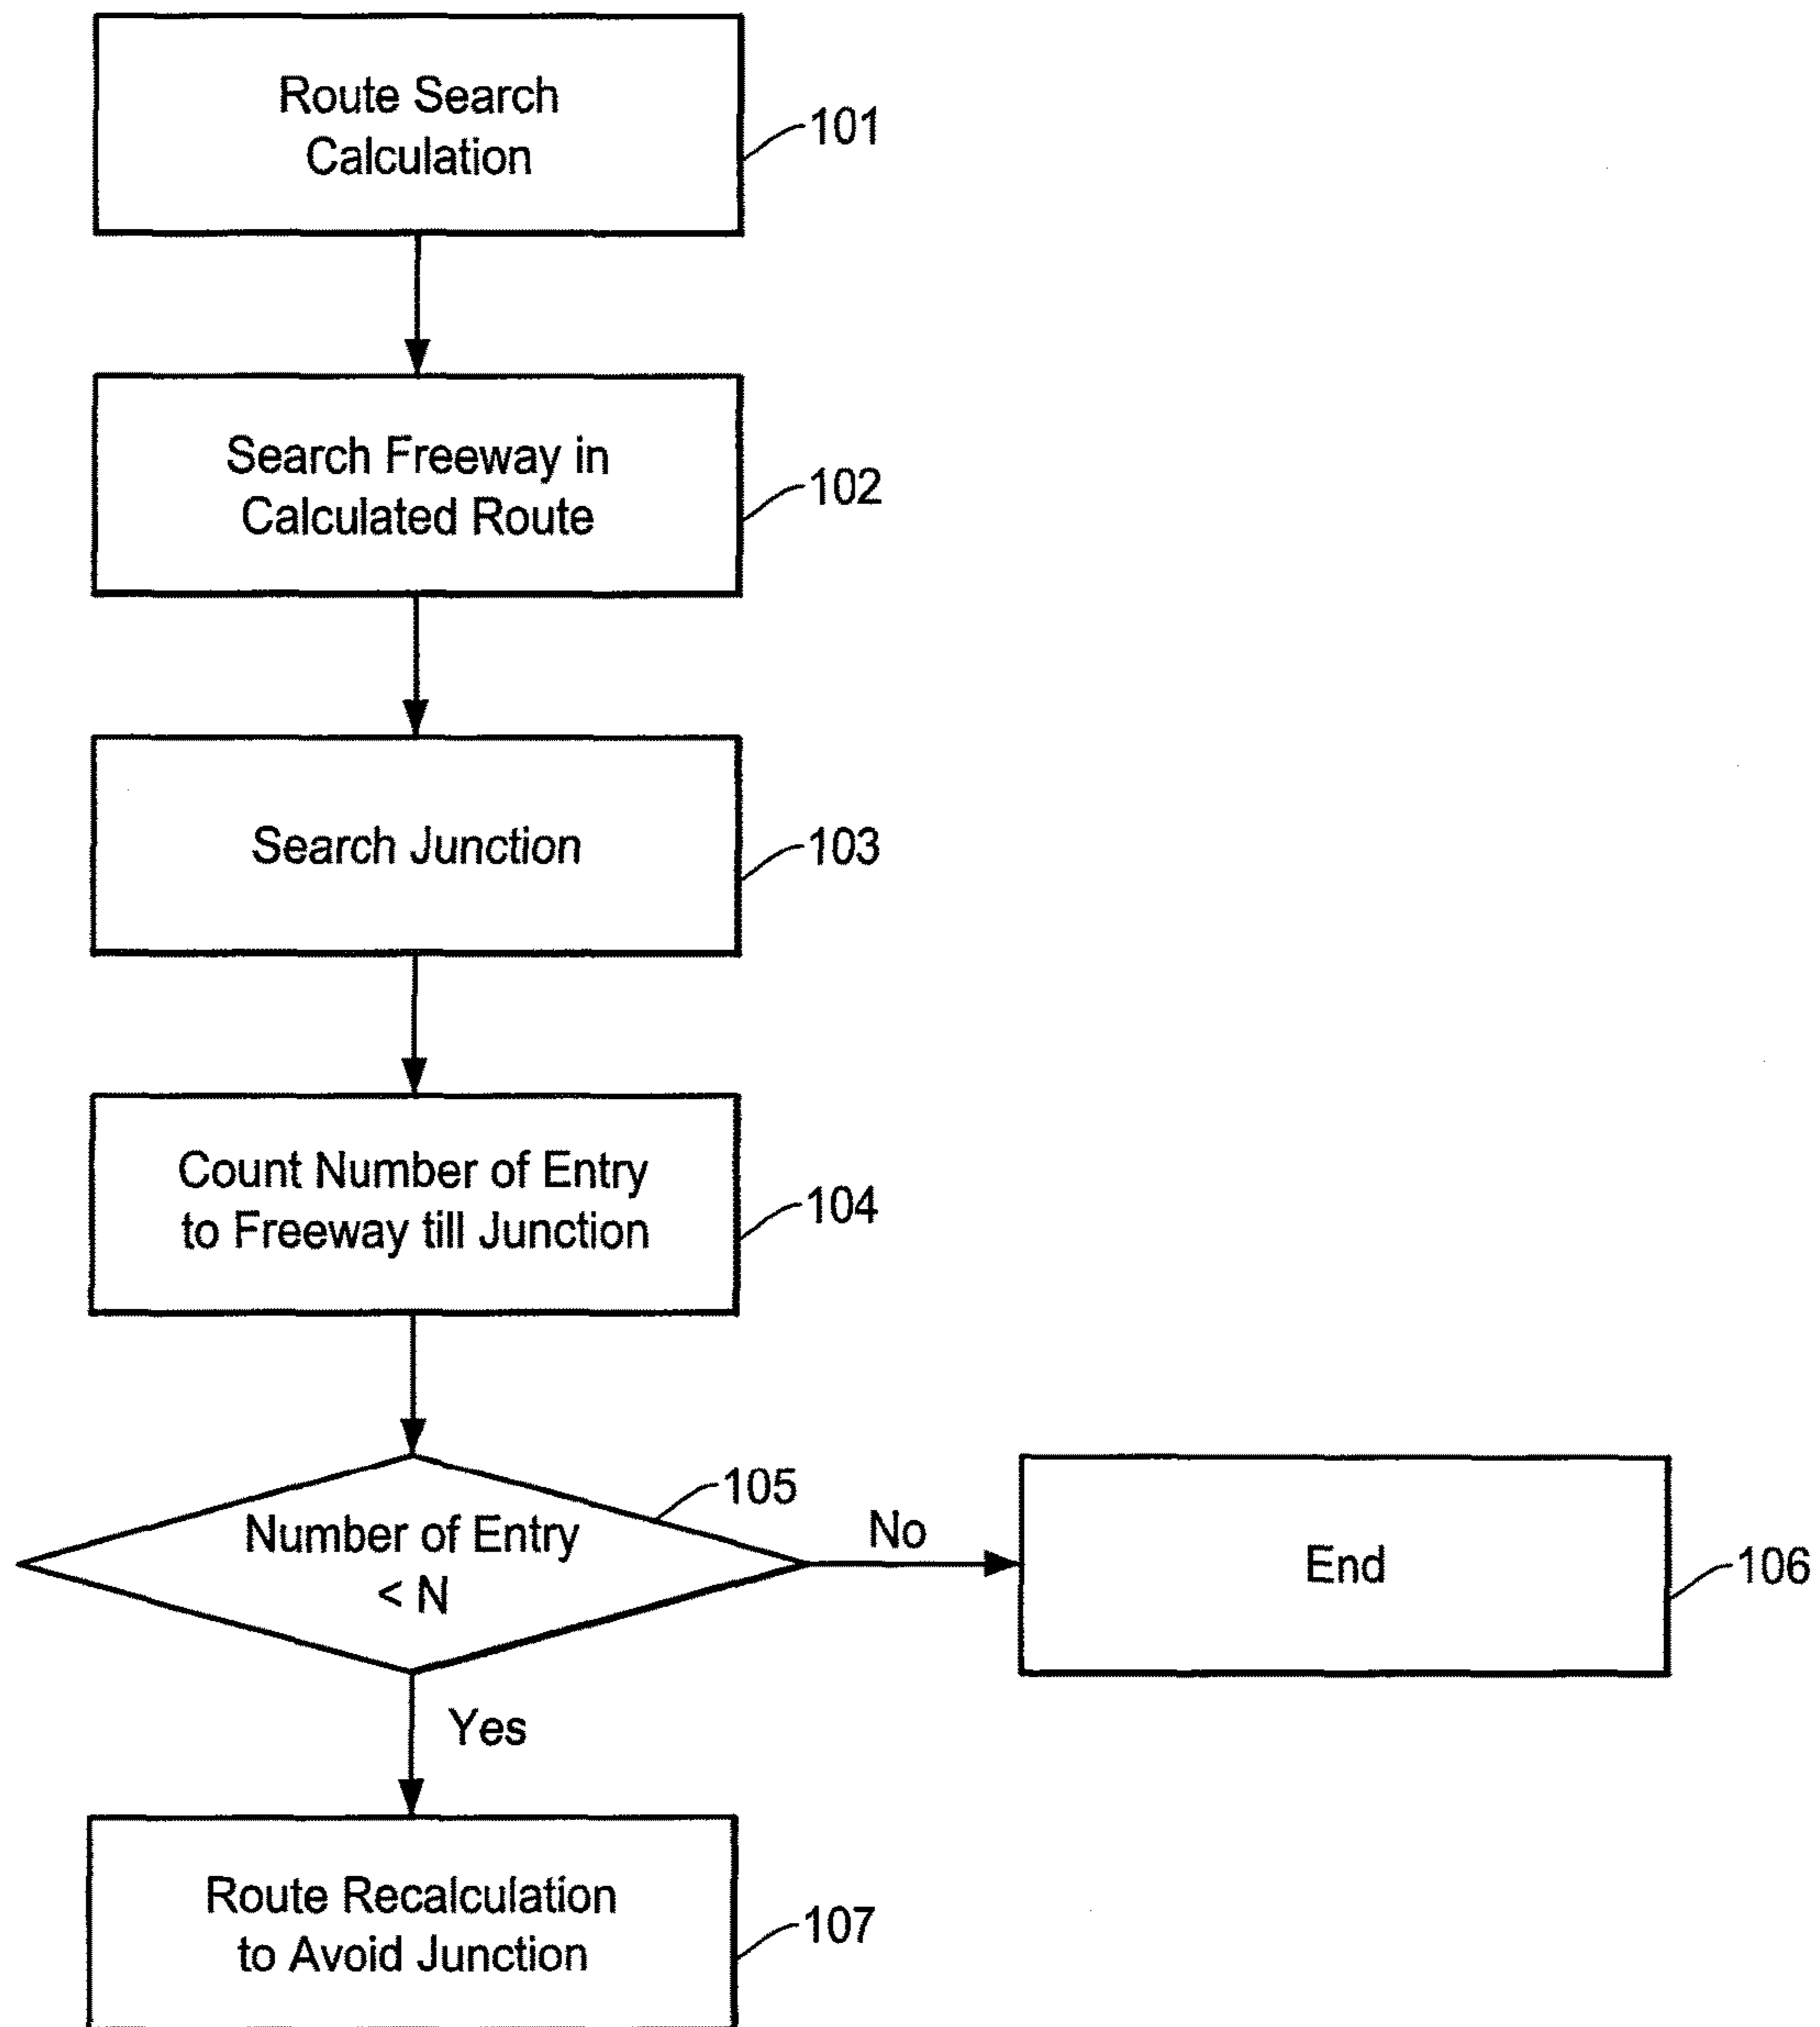 Route Search
Calculation
101
Search Freeway in
Calculated Route
102
Search Junction
103
Count Number of Entry
to Freeway till Junction
104
105
Number of Entry
< N
No
End
106
Yes
Route Recalculation
to Avoid Junction
107